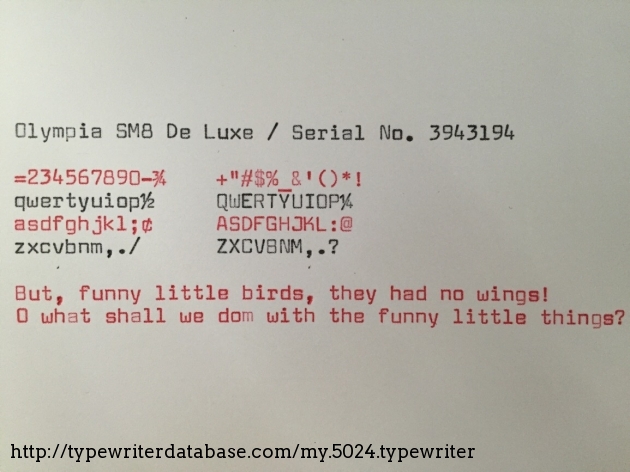 Olympia SM8 De Luxe / Serial No. 3943194
=234567890-¾ +"#$%_&'()*!
qwertyuiop½ QWERTYUIOP¼
asdfghjkl;¢ ASDFGHJKL:@
zxcvbnm,./ ZXCVBNM,.?
But, funny little birds, they had no wings!
O what shall we dom with the funny little things?
http://typewriterdatabase.com/my.5024.typewriter